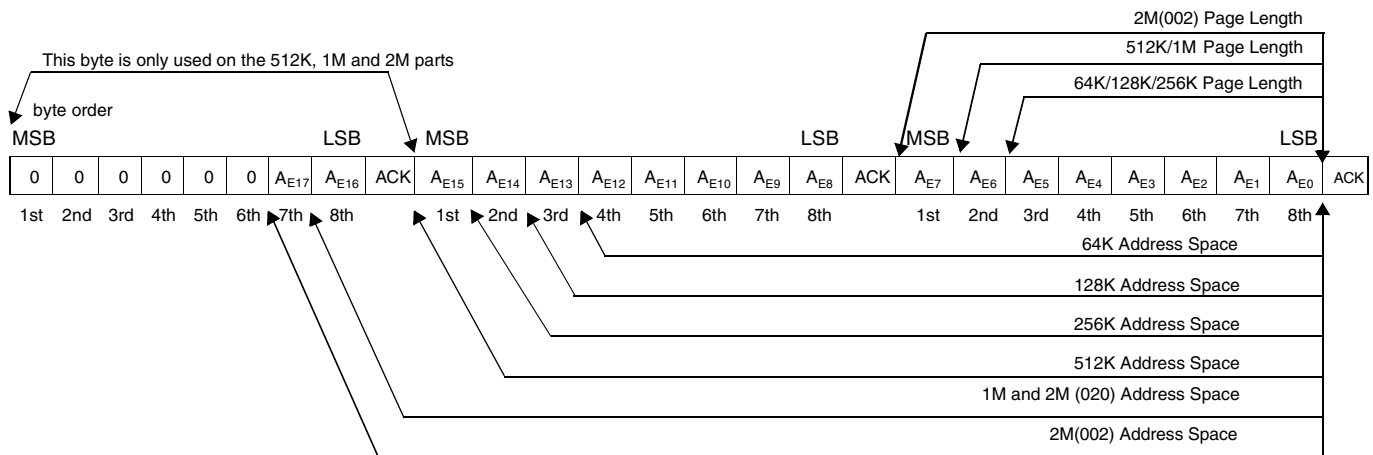 2M(002) Page Length
This byte is only used on the 512K, 1M and 2M parts
512K/1M Page Length
64K/128K/256K Page Length
byte order
MSB LSB MSB LSB MSB LSB
0 0 0 0 0 0 AE17 AE16 ACK AE15 AE14 AE13 AE12 AE11 AE10 AE9 AE8 ACK AE7 AE6 AE5 AE4 AE3 AE2 AE1 AE0 ACK
1st 2nd 3rd 4th 5th 6th 7th 8th 1st 2nd 3rd 4th 5th 6th 7th 8th 1st 2nd 3rd 4th 5th 6th 7th 8th
64K Address Space
128K Address Space
256K Address Space
512K Address Space
1M and 2M (020) Address Space
2M(002) Address Space